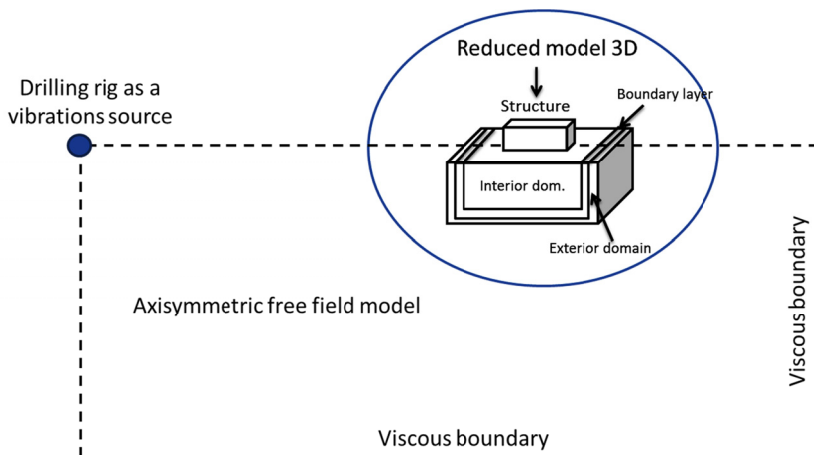 Reduced model 3D
Drilling rig as a
vibrations source
Structure
Boundary layer
Interior dom.
Exterior domain
Axisymmetric free field model
Viscous boundary
Viscous boundary